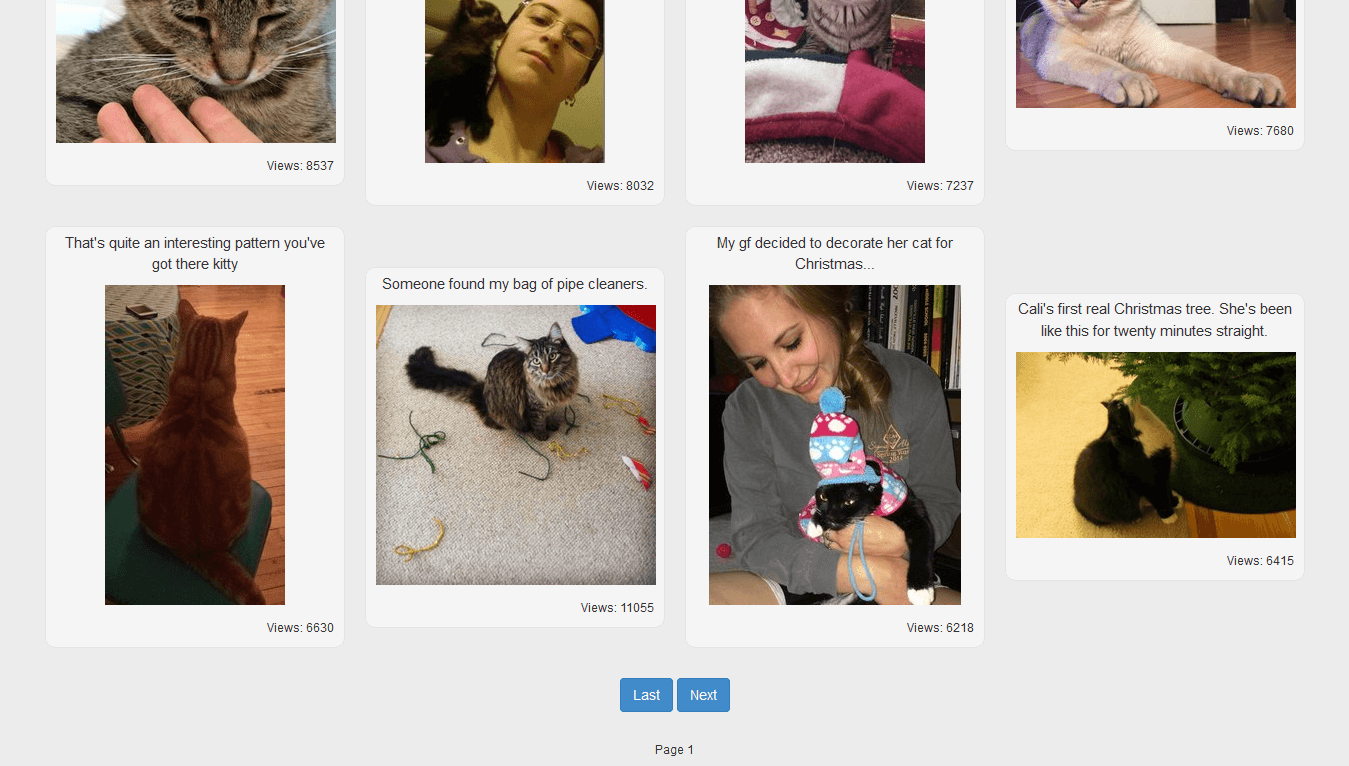 Views: 8537
Views: 8032
Views: 7237
Views: 7680
That's quite an interesting pattern you've
got there kitty
Views: 6630
Someone found my bag of pipe cleaners.
Views: 11055
My gf decided to decorate her cat for
Christmas...
Views: 6218
Cali's first real Christmas tree. She's been
like this for twenty minutes straight.
Views: 6415
Last
Next
Page 1